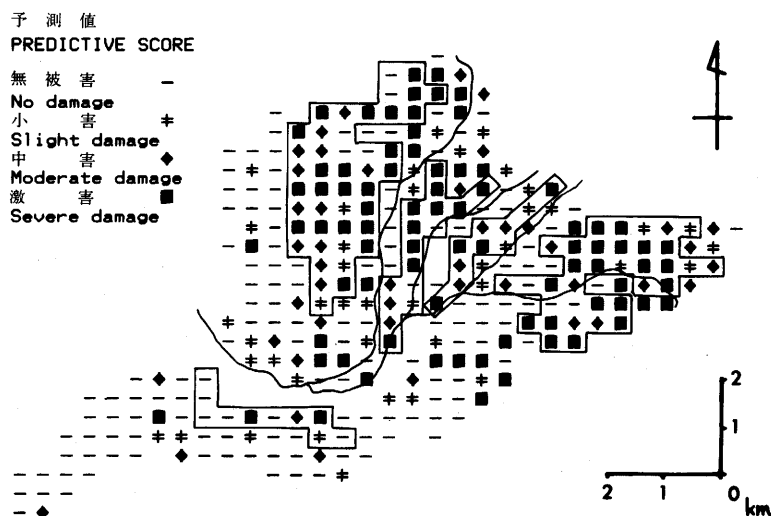 予測値
PREDICTIVE SCORE
無被害 −
No damage
小害 ‡
Slight damage
中害 ◆
Moderate damage
激害 ■
Severe damage
2
1
2 1 0
km